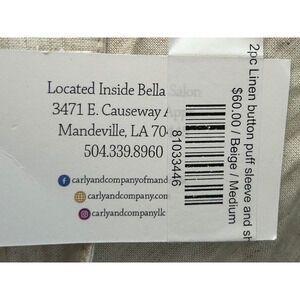 Located Inside Bella Salon
3471 E. Causeway
Mandeville, LA
504.339.8960
carlyandcompanyofmand
carlyandcompany.com
carlyandcompanyllc
81033446
2pc Linen button puff sleeve and sh
$60.00 / Beige / Medium